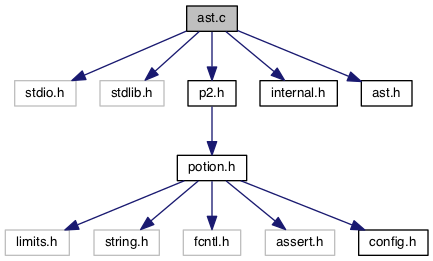 ast.c
stdio.h
stdlib.h
p2.h
internal.h
ast.h
potion.h
limits.h
string.h
fcntl.h
assert.h
config.h